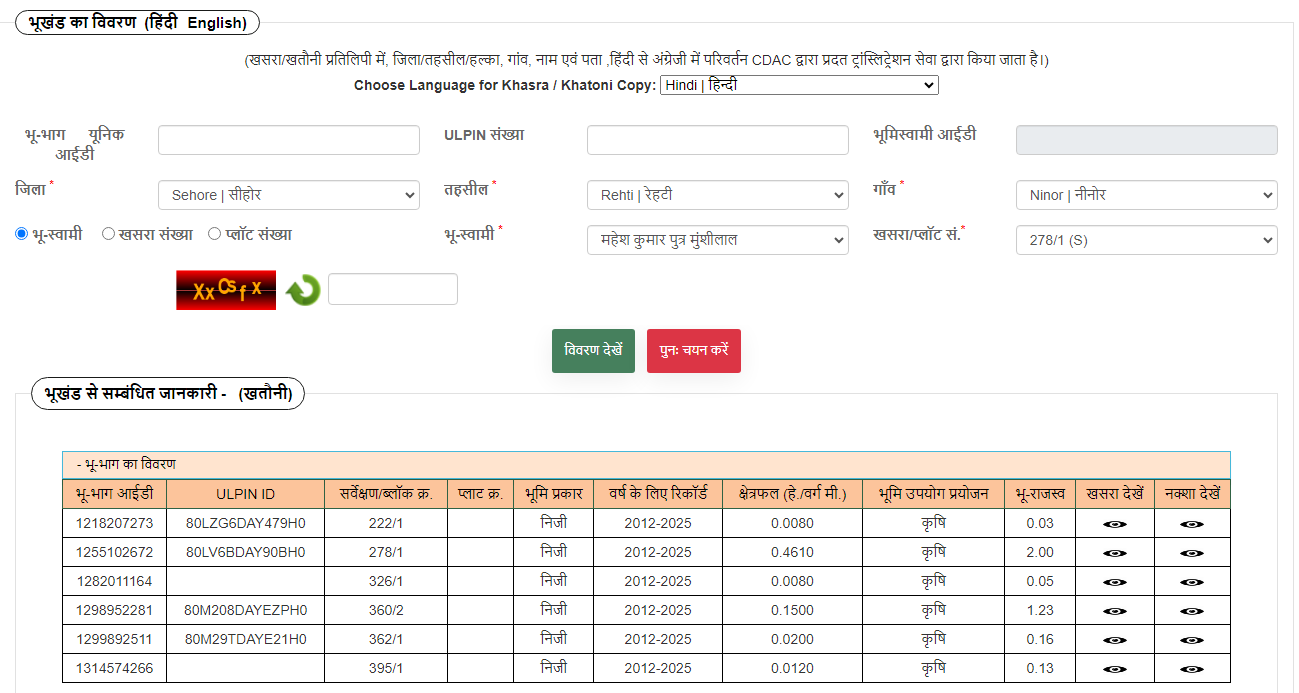 भूखंड का विवरण (हिंदी English)
(खसरा/खतौनी प्रतिलिपी में, जिला/तहसील/हल्का, गांव, नाम एवं पता ,हिंदी से अंग्रेजी में परिवर्तन CDAC द्वारा प्रदत ट्रांस्लिट्रेशन सेवा द्वारा किया जाता है।)
Choose Language for Khasra / Khatoni Copy: Hindi | हिन्दी
भू-भाग यूनिक आईडी
ULPIN संख्या
भूमिस्वामी आईडी
जिला * Sehore | सीहोर तहसील * Rehti | रेहटी गाँव * Ninor | नीनोर
भू-स्वामी खसरा संख्या प्लॉट संख्या भू-स्वामी * महेश कुमार पुत्र मुंशीलाल खसरा/प्लॉट सं.* 278/1 (S)
XxCsfx
विवरण देखें पुनः चयन करें
भूखंड से सम्बंधित जानकारी - (खतौनी)
- भू-भाग का विवरण
भू-भाग आईडी ULPIN ID सर्वेक्षण/ब्लॉक क्र. प्लाट क्र. भूमि प्रकार वर्ष के लिए रिकॉर्ड क्षेत्रफल (हे./वर्ग मी.) भूमि उपयोग प्रयोजन भू-राजस्व खसरा देखें नक्शा देखें
1218207273 80LZG6DAY479H0 222/1 निजी 2012-2025 0.0080 कृषि 0.03
1255102672 80LV6BDAY90BH0 278/1 निजी 2012-2025 0.4610 कृषि 2.00
1282011164 326/1 निजी 2012-2025 0.0080 कृषि 0.05
1298952281 80M208DAYEZPH0 360/2 निजी 2012-2025 0.1500 कृषि 1.23
1299892511 80M29TDAYE21H0 362/1 निजी 2012-2025 0.0200 कृषि 0.16
1314574266 395/1 निजी 2012-2025 0.0120 कृषि 0.13